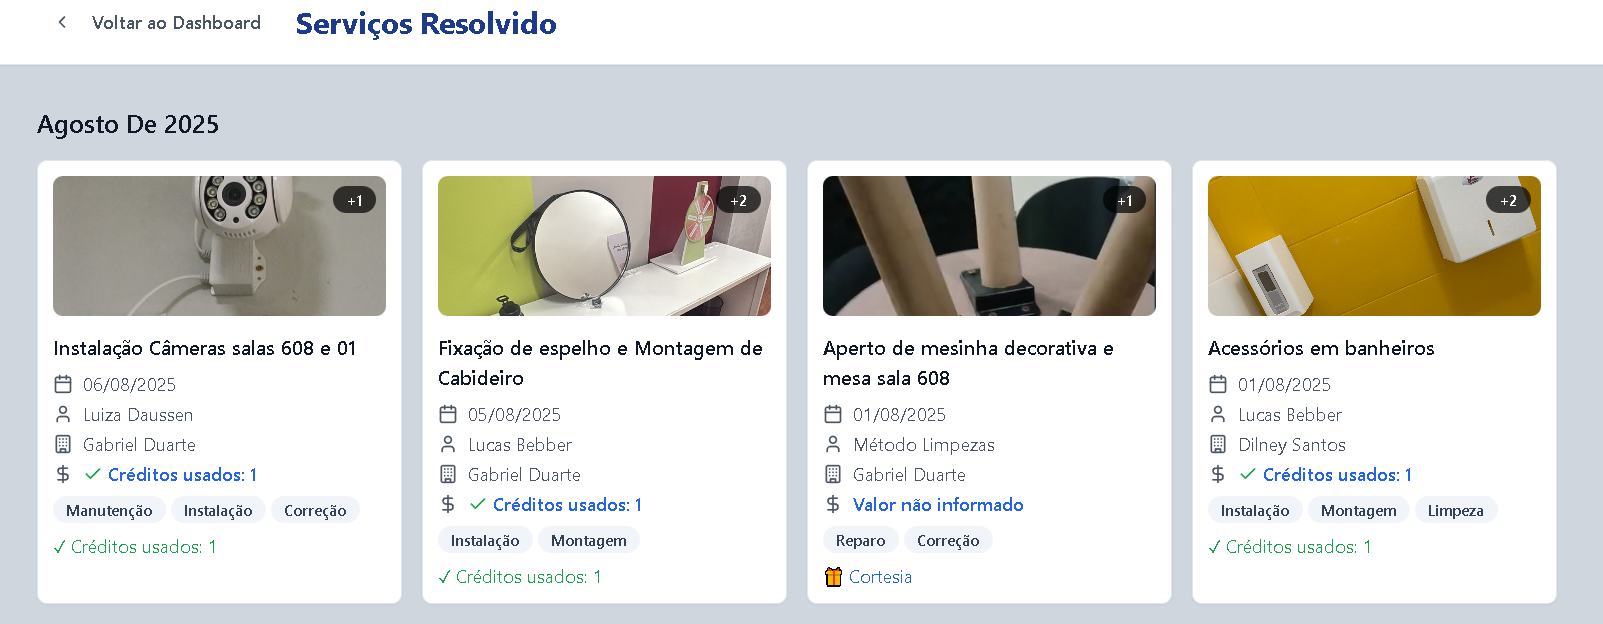 Voltar ao Dashboard
Serviços Resolvido
Agosto De 2025
+1
Instalação Câmeras salas 608 e 01
06/08/2025
Luiza Daussen
Gabriel Duarte
Créditos usados: 1
Manutenção
Instalação
Correção
✓ Créditos usados: 1
+2
Fixação de espelho e Montagem de
Cabideiro
05/08/2025
Lucas Bebber
Gabriel Duarte
Créditos usados: 1
Instalação
Montagem
✓ Créditos usados: 1
+1
Aperto de mesinha decorativa e
mesa sala 608
01/08/2025
Método Limpezas
Gabriel Duarte
Valor não informado
Reparo
Correção
Cortesia
+2
Acessórios em banheiros
01/08/2025
Lucas Bebber
Dilney Santos
Créditos usados: 1
Instalação
Montagem
Limpeza
✓ Créditos usados: 1